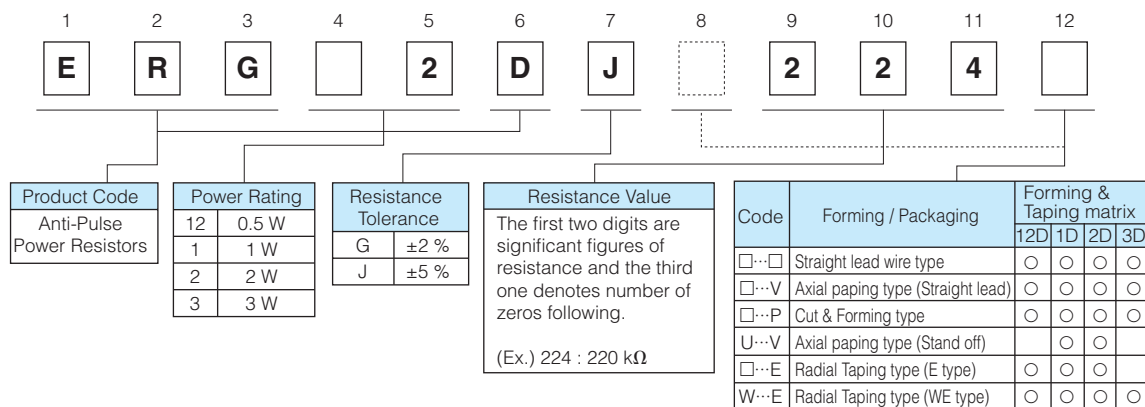 1 2 3 4 5 6 7 8 9 10 11 12
E R G 2 D J 2 2 4
Product Code
Anti-Pulse
Power Resistors
Power Rating
12 0.5 W
1 1 W
2 2 W
3 3 W
Resistance
Tolerance
G ±2 %
J ±5 %
Resistance Value
The first two digits are
significant figures of
resistance and the third
one denotes number of
zeros following.
(Ex.) 224 : 220 kΩ
Code Forming / Packaging Forming &
Taping matrix
12D 1D 2D 3D
□···□ Straight lead wire type ○ ○ ○ ○
□···V Axial paping type (Straight lead) ○ ○ ○ ○
□···P Cut & Forming type ○ ○ ○ ○
U···V Axial paping type (Stand off) ○ ○
□···E Radial Taping type (E type) ○ ○ ○
W···E Radial Taping type (WE type) ○ ○ ○ ○